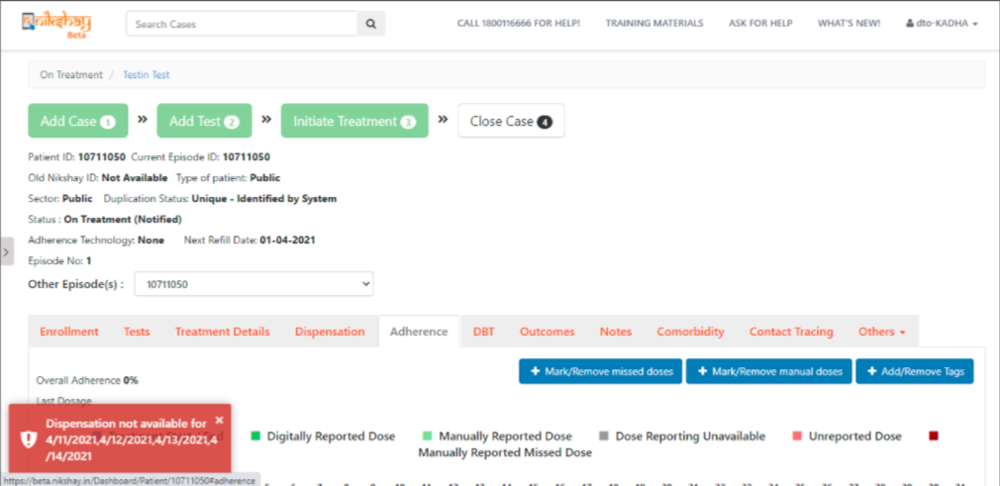 nikshay
Beta
Search Cases
CALL 1800116666 FOR HELP!
TRAINING MATERIALS
ASK FOR HELP
WHAT'S NEW!
dto-KADHA
On Treatment / Testin Test
Add Case 1 » Add Test 2 » Initiate Treatment 3 » Close Case 4
Patient ID: 10711050 Current Episode ID: 10711050
Old Nikshay ID: Not Available Type of patient: Public
Sector: Public Duplication Status: Unique - Identified by System
Status : On Treatment (Notified)
Adherence Technology: None Next Refill Date: 01-04-2021
Episode No: 1
Other Episode(s) : 10711050
Enrollment Tests Treatment Details Dispensation Adherence DBT Outcomes Notes Comorbidity Contact Tracing Others
+ Mark/Remove missed doses + Mark/Remove manual doses + Add/Remove Tags
Overall Adherence 0%
Last Dosage
Dispensation not available for
4/11/2021,4/12/2021,4/13/2021,4
/14/2021
×
Digitally Reported Dose Manually Reported Dose Dose Reporting Unavailable Unreported Dose
Manually Reported Missed Dose
https://beta.nikshay.in/Dashboard/Patient/10711050#adherence